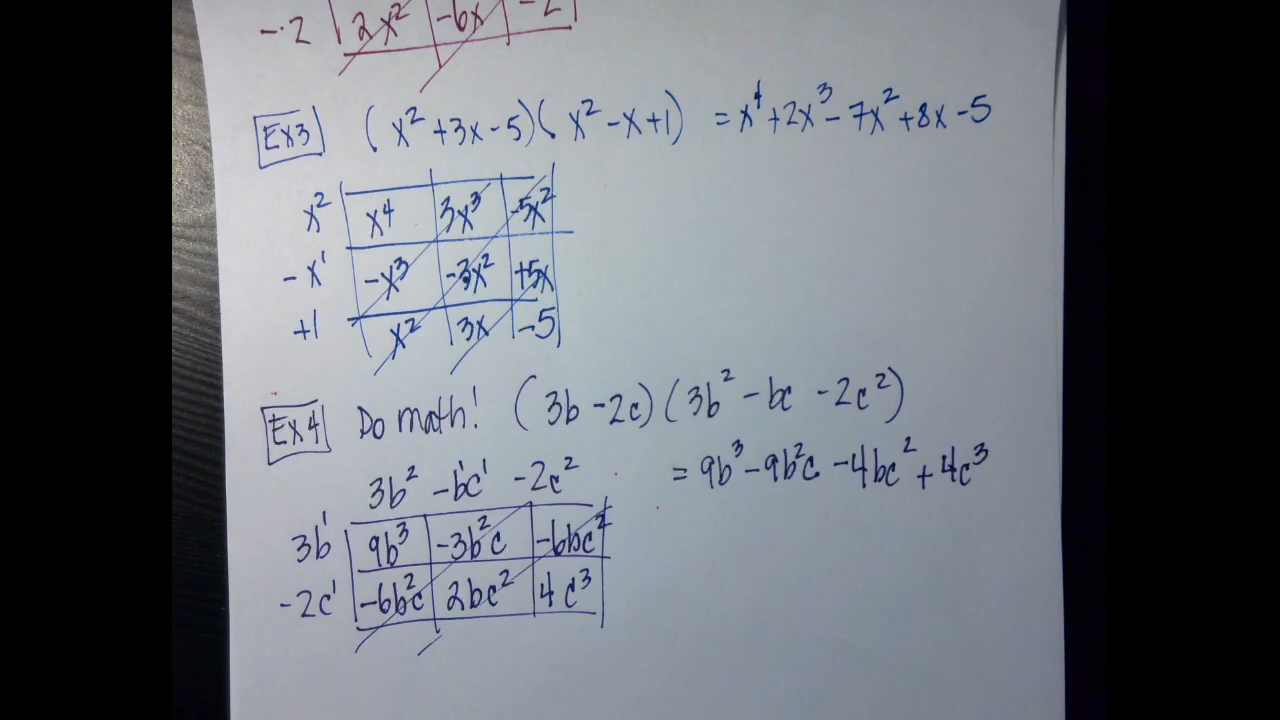 -2 2x² -6x -2
Ex3 (x² +3x -5)(x² -x +1) = x⁴ +2x³ - 7x² +8x -5
x² x⁴ 3x³ -5x²
-x¹ -x³ -3x² +5x
+1 x² 3x -5
Ex4 Do math! (3b -2c)(3b² -bc -2c²)
= 9b³ -9b²c -4bc² + 4c³
3b² -b¹c¹ -2c²
3b¹ 9b³ -3b²c -6bc²
-2c¹ -6b²c 2bc² 4c³